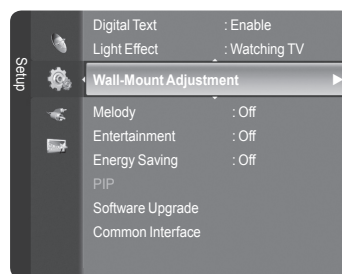 Setup
Digital Text : Enable
Light Effect : Watching TV
Wall-Mount Adjustment
Melody : Off
Entertainment : Off
Energy Saving : Off
PIP
Software Upgrade
Common Interface